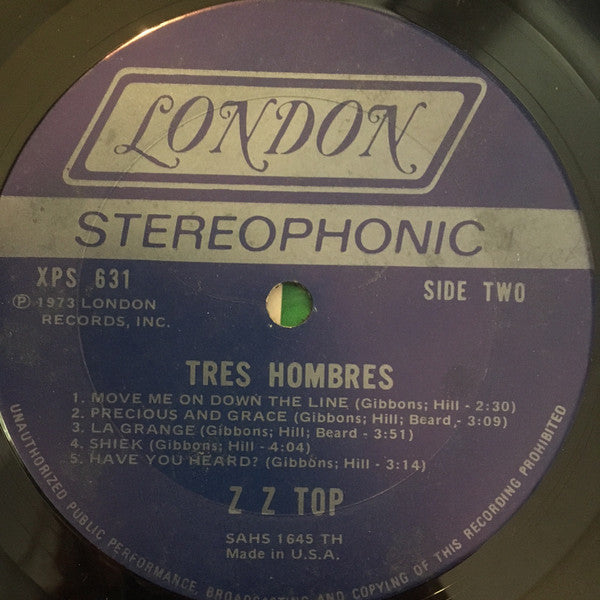 LONDON
STEREOPHONIC
XPS 631
SIDE TWO
℗ 1973 LONDON
RECORDS, INC.
TRES HOMBRES
1. MOVE ME ON DOWN THE LINE (Gibbons; Hill - 2:30)
2. PRECIOUS AND GRACE (Gibbons; Hill; Beard - 3:09)
3. LA GRANGE (Gibbons; Hill; Beard - 3:51)
4. SHIEK (Gibbons; Hill - 4:04)
5. HAVE YOU HEARD? (Gibbons; Hill - 3:14)
Z Z TOP
SAHS 1645 TH
Made in U.S.A.
UNAUTHORIZED PUBLIC PERFORMANCE, BROADCASTING AND COPYING OF THIS RECORDING PROHIBITED